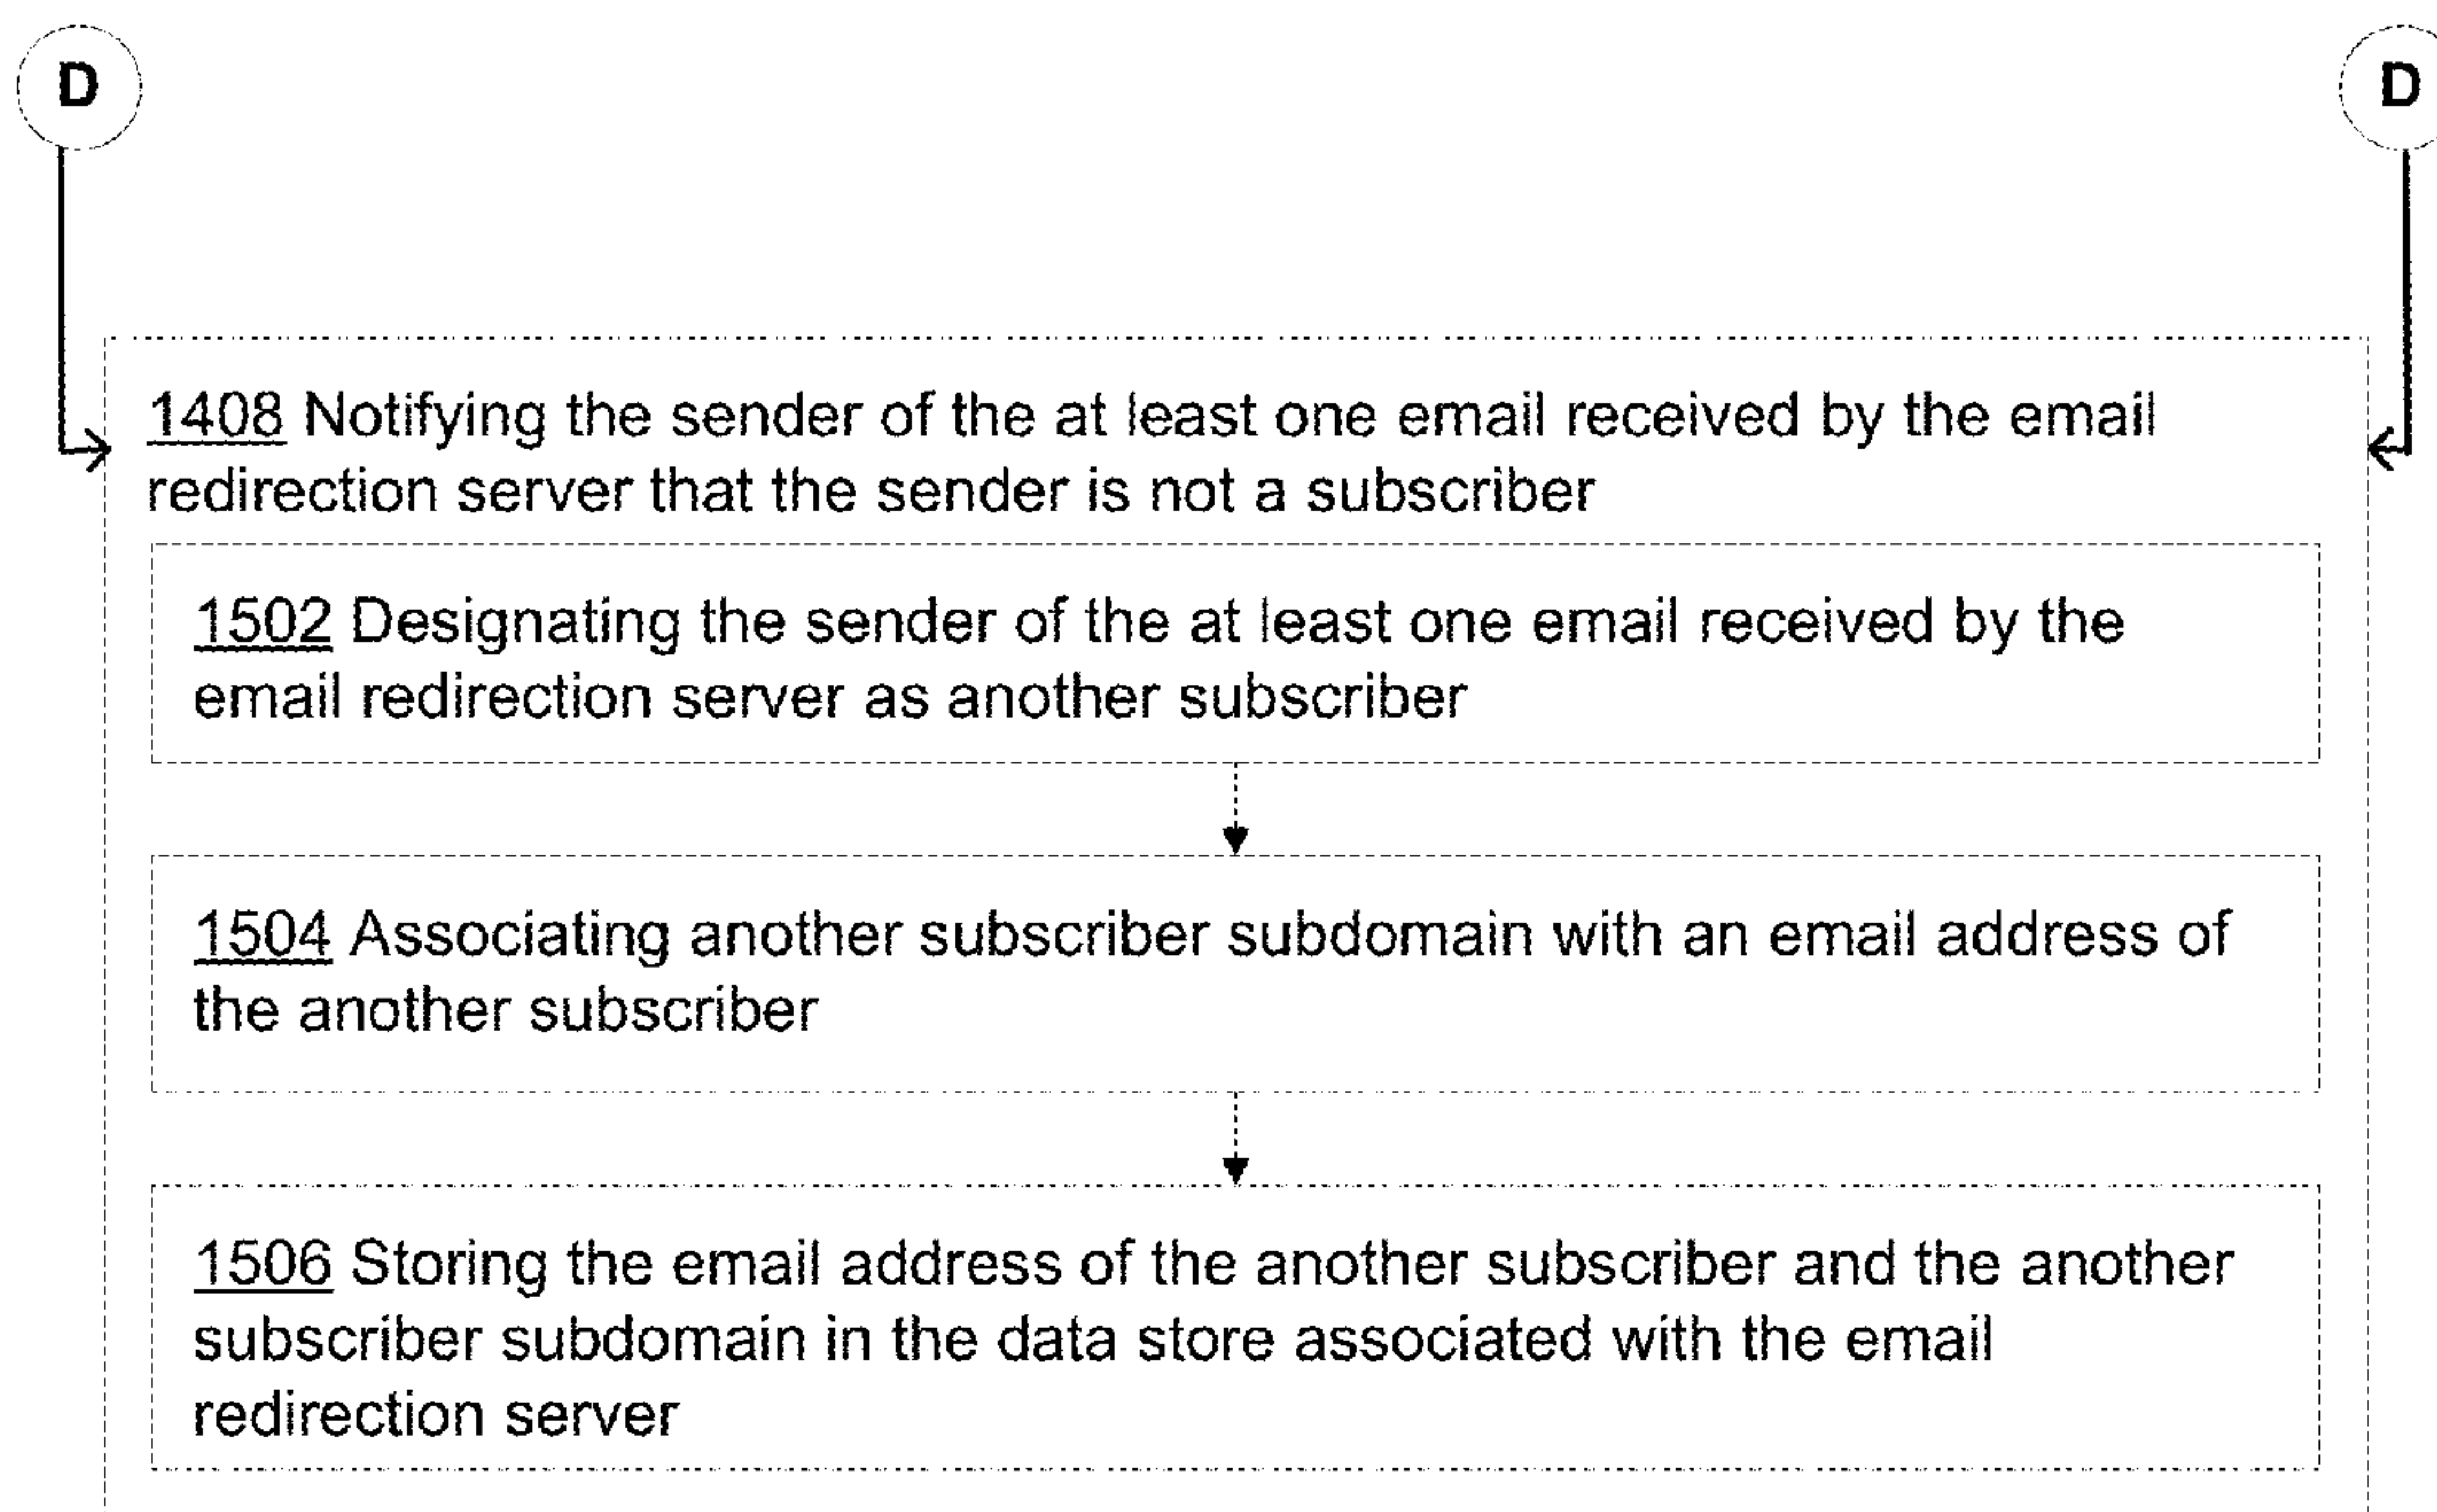 D D
1408 Notifying the sender of the at least one email received by the email
redirection server that the sender is not a subscriber
1502 Designating the sender of the at least one email received by the
email redirection server as another subscriber
1504 Associating another subscriber subdomain with an email address of
the another subscriber
1506 Storing the email address of the another subscriber and the another
subscriber subdomain in the data store associated with the email
redirection server